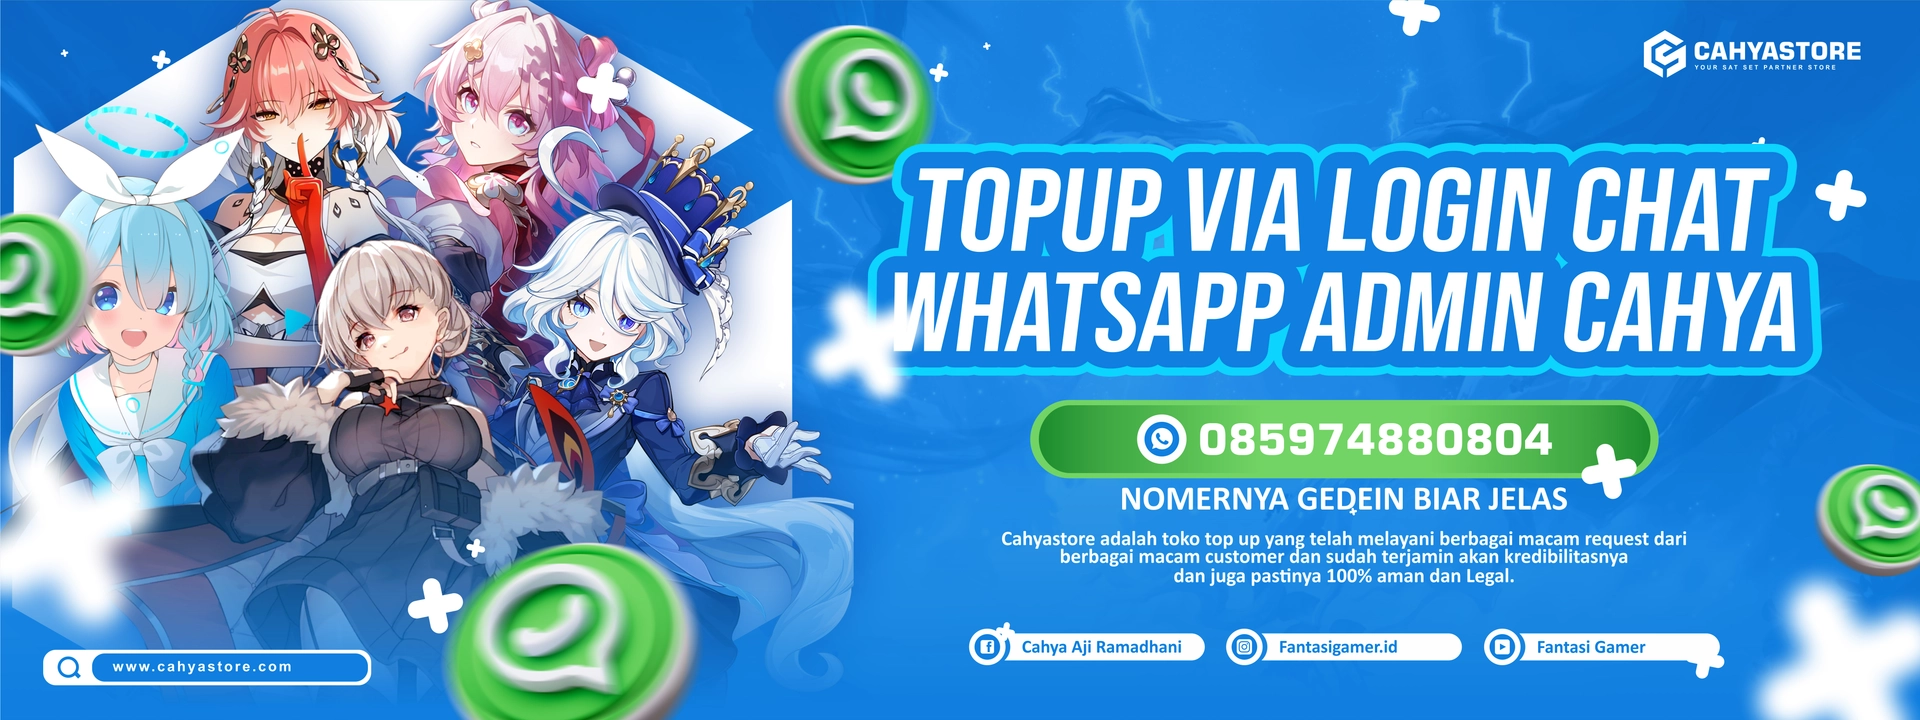 CAHYASTORE
YOUR SAT SET PARTNER STORE
TOPUP VIA LOGIN CHAT
WHATSAPP ADMIN CAHYA
085974880804
NOMERNYA GEDEIN BIAR JELAS
Cahyastore adalah toko top up yang telah melayani berbagai macam request dari
berbagai macam customer dan sudah terjamin akan kredibilitasnya
dan juga pastinya 100% aman dan Legal.
Cahya Aji Ramadhani
Fantasigamer.id
Fantasi Gamer
www.cahyastore.com